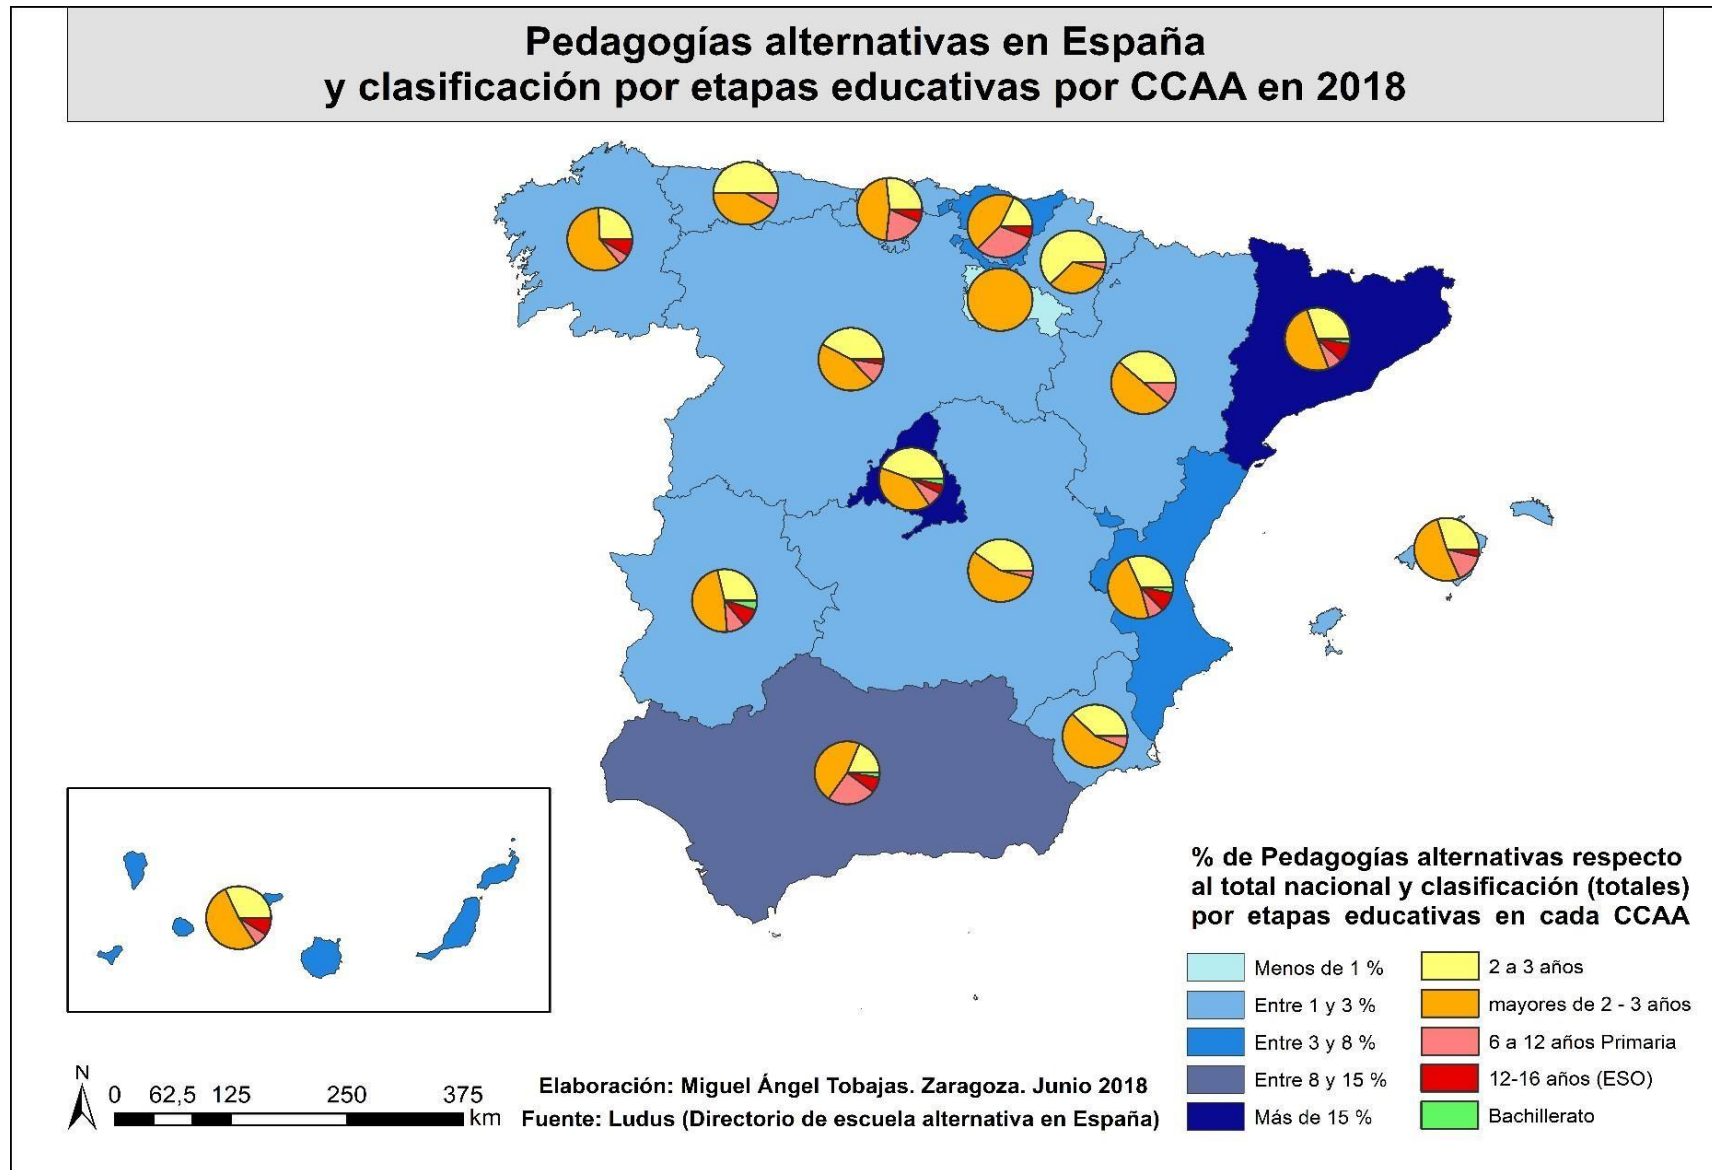 Pedagogías alternativas en España
y clasificación por etapas educativas por CCAA en 2018
% de Pedagogías alternativas respecto
al total nacional y clasificación (totales)
por etapas educativas en cada CCAA
Menos de 1 %
Entre 1 y 3 %
Entre 3 y 8 %
Entre 8 y 15 %
Más de 15 %
2 a 3 años
mayores de 2 - 3 años
6 a 12 años Primaria
12-16 años (ESO)
Bachillerato
N
0 62,5 125 250 375
km
Elaboración: Miguel Ángel Tobajas. Zaragoza. Junio 2018
Fuente: Ludus (Directorio de escuela alternativa en España)